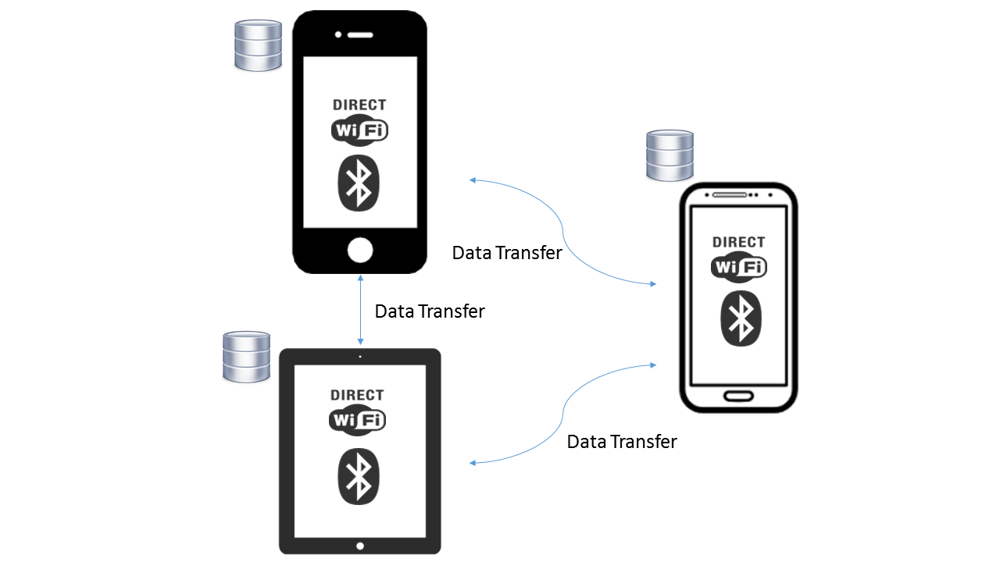 DIRECT
WiFi
Data Transfer
DIRECT
WiFi
Data Transfer
DIRECT
WiFi
Data Transfer